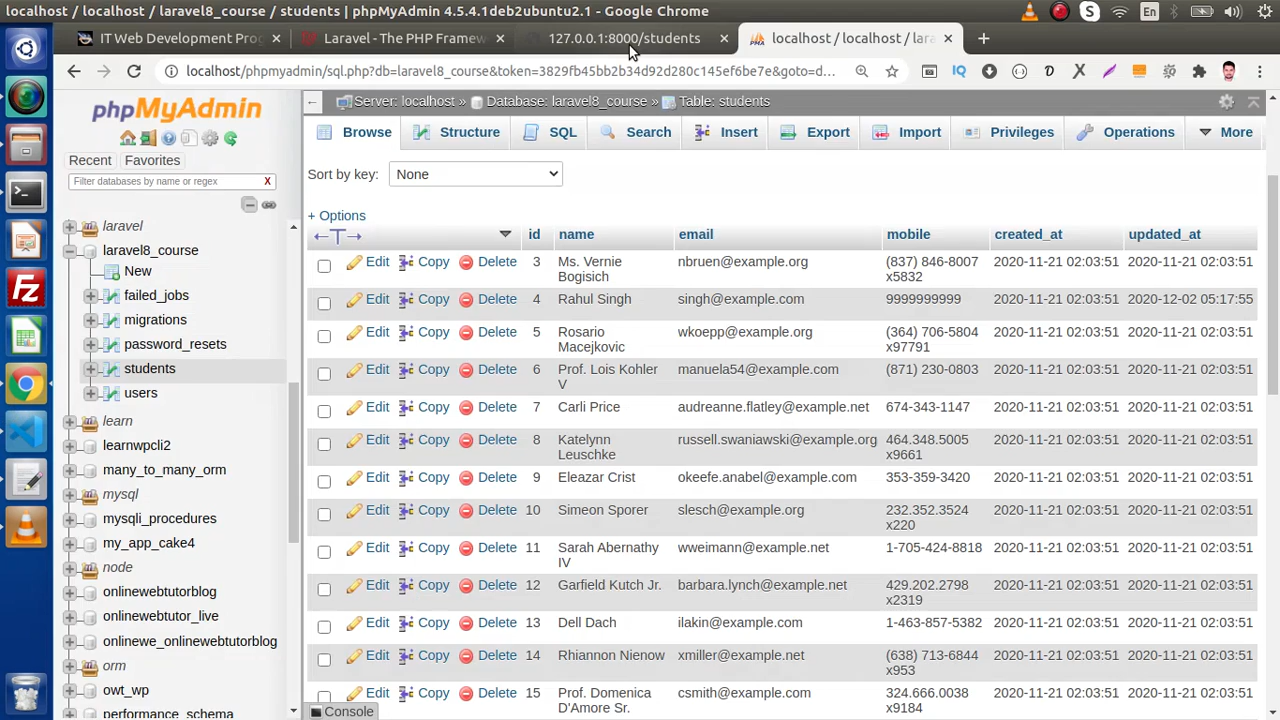 localhost / localhost / laravel8_course / students | phpMyAdmin 4.5.4.1deb2ubuntu2.1 - Google Chrome
S En
IT Web Development Prog
Laravel - The PHP Framew
127.0.0.1:8000/students
localhost / localhost / lara
localhost/phpmyadmin/sql.php?db=laravel8_course&token=3829fb45bb2b34d92d280c145ef6be7e&goto=d...
IQ
phpMyAdmin
Recent Favorites
Filter databases by name or regex X
laravel
laravel8_course
New
failed_jobs
migrations
password_resets
students
users
learn
learnwpcli2
many_to_many_orm
mysql
mysqli_procedures
my_app_cake4
node
onlinewebtutorblog
onlinewebtutor_live
onlinewe_onlinewebtutorblog
orm
owt_wp
performance_schema
Server: localhost » Database: laravel8_course » Table: students
Browse Structure SQL Search Insert Export Import Privileges Operations More
Sort by key: None
+ Options
←T→ id name email mobile created_at updated_at
Edit Copy Delete 3 Ms. Vernie Bogisich nbruen@example.org (837) 846-8007 x5832 2020-11-21 02:03:51 2020-11-21 02:03:51
Edit Copy Delete 4 Rahul Singh singh@example.com 9999999999 2020-11-21 02:03:51 2020-12-02 05:17:55
Edit Copy Delete 5 Rosario Macejkovic wkoepp@example.org (364) 706-5804 x97791 2020-11-21 02:03:51 2020-11-21 02:03:51
Edit Copy Delete 6 Prof. Lois Kohler V manuela54@example.com (871) 230-0803 2020-11-21 02:03:51 2020-11-21 02:03:51
Edit Copy Delete 7 Carli Price audreanne.flatley@example.net 674-343-1147 2020-11-21 02:03:51 2020-11-21 02:03:51
Edit Copy Delete 8 Katelynn Leuschke russell.swaniawski@example.org 464.348.5005 x9661 2020-11-21 02:03:51 2020-11-21 02:03:51
Edit Copy Delete 9 Eleazar Crist okeefe.anabel@example.com 353-359-3420 2020-11-21 02:03:51 2020-11-21 02:03:51
Edit Copy Delete 10 Simeon Sporer slesch@example.org 232.352.3524 x220 2020-11-21 02:03:51 2020-11-21 02:03:51
Edit Copy Delete 11 Sarah Abernathy IV wweimann@example.net 1-705-424-8818 2020-11-21 02:03:51 2020-11-21 02:03:51
Edit Copy Delete 12 Garfield Kutch Jr. barbara.lynch@example.net 429.202.2798 x2319 2020-11-21 02:03:51 2020-11-21 02:03:51
Edit Copy Delete 13 Dell Dach ilakin@example.com 1-463-857-5382 2020-11-21 02:03:51 2020-11-21 02:03:51
Edit Copy Delete 14 Rhiannon Nienow xmiller@example.net (638) 713-6844 x953 2020-11-21 02:03:51 2020-11-21 02:03:51
Edit Copy Delete 15 Prof. Domenica D'Amore Sr. csmith@example.com 324.666.0038 x9184 2020-11-21 02:03:51 2020-11-21 02:03:51
Console